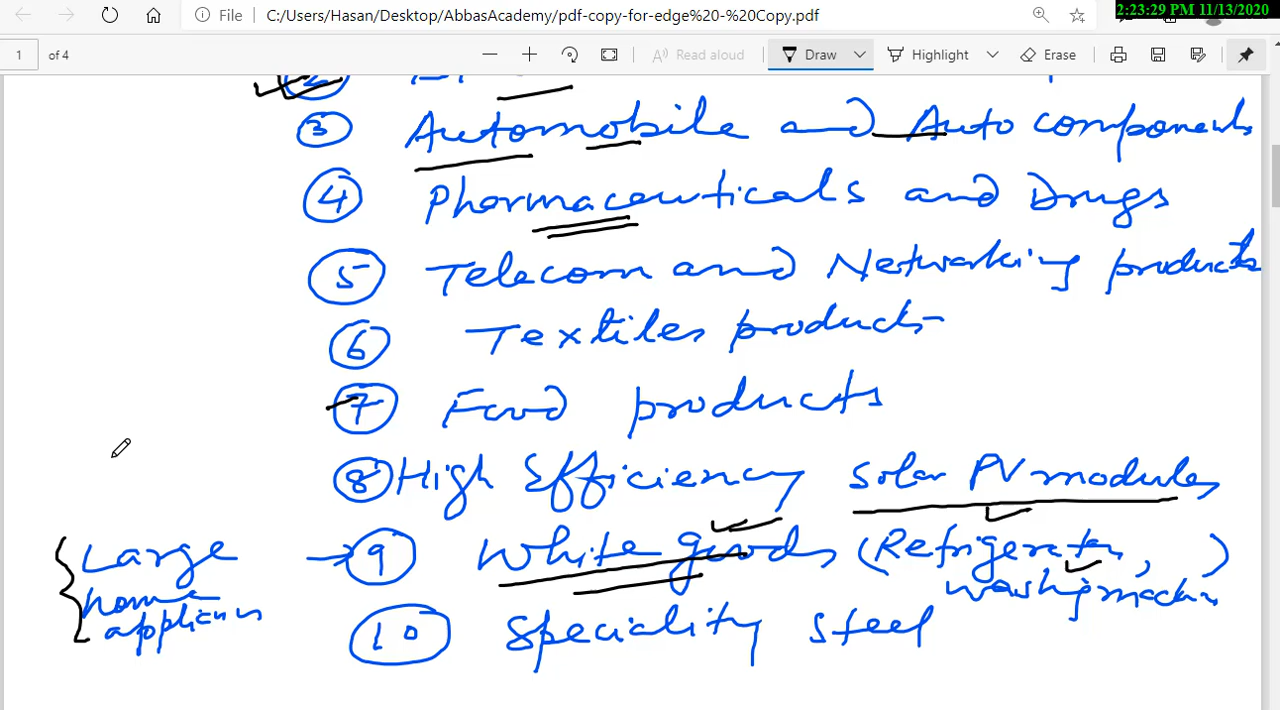 2:23:29 PM 11/13/2020
File C:/Users/Hasan/Desktop/AbbasAcademy/pdf-copy-for-edge%20-%20Copy.pdf
1 of 4 Read aloud Draw Highlight Erase
③ Automobile and Auto components
④ Pharmaceuticals and Drugs
⑤ Telecom and Networking products
⑥ Textiles products
⑦ Food products
⑧ High Efficiency Solar PV modules
Large → ⑨ White goods (Refrigerator, )
home washing machine
appliances
⑩ Speciality Steel